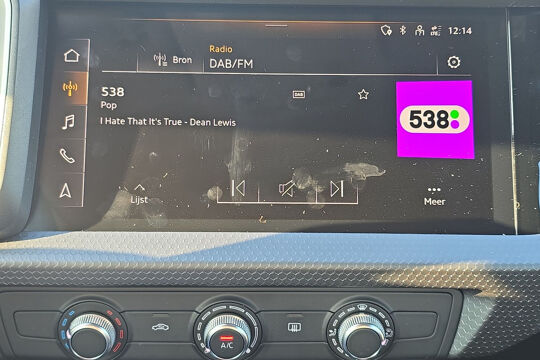 12:14
Radio
Bron
DAB/FM
538
DAB
Pop
I Hate That It's True - Dean Lewis
538
Lijst
Meer
A/C